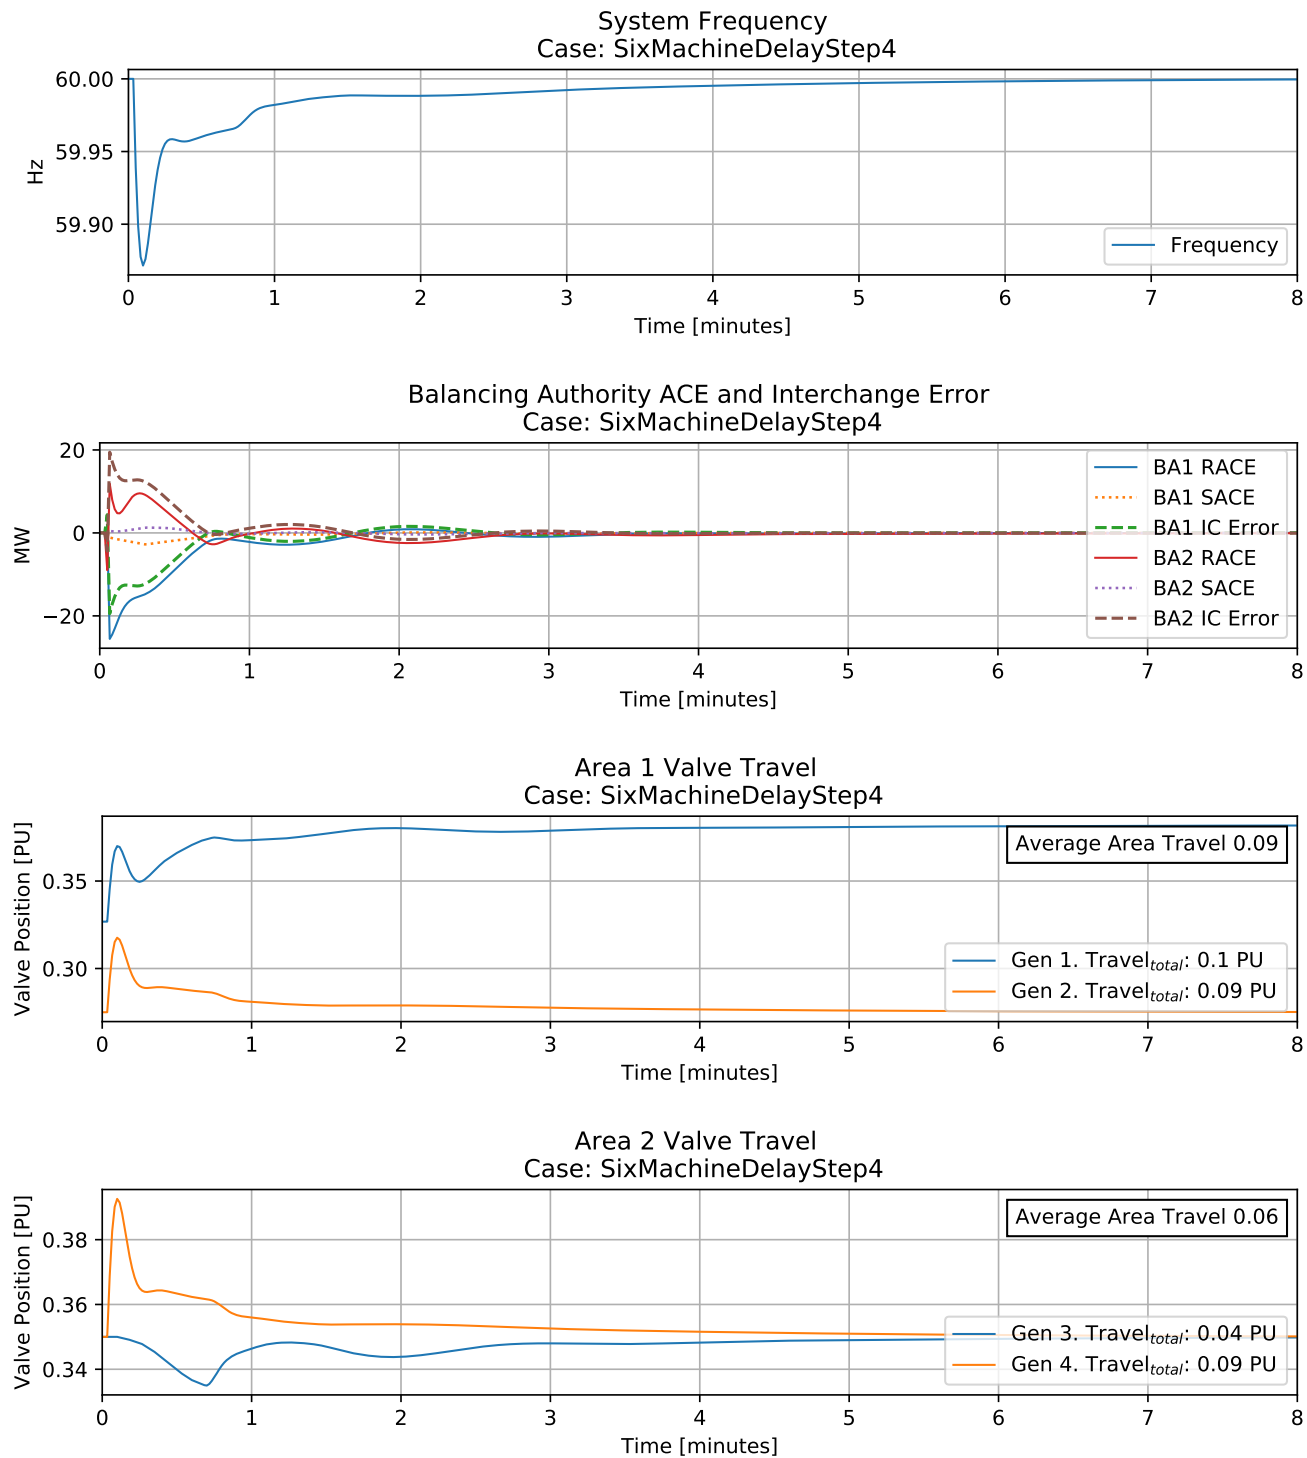 System Frequency
Case: SixMachineDelayStep4
60.00
59.95
59.90
Hz
Frequency
0 1 2 3 4 5 6 7 8
Time [minutes]
Balancing Authority ACE and Interchange Error
Case: SixMachineDelayStep4
20
0
−20
MW
BA1 RACE
BA1 SACE
BA1 IC Error
BA2 RACE
BA2 SACE
BA2 IC Error
0 1 2 3 4 5 6 7 8
Time [minutes]
Area 1 Valve Travel
Case: SixMachineDelayStep4
Valve Position [PU]
0.35
0.30
Average Area Travel 0.09
Gen 1. Travel_total: 0.1 PU
Gen 2. Travel_total: 0.09 PU
0 1 2 3 4 5 6 7 8
Time [minutes]
Area 2 Valve Travel
Case: SixMachineDelayStep4
Valve Position [PU]
0.38
0.36
0.34
Average Area Travel 0.06
Gen 3. Travel_total: 0.04 PU
Gen 4. Travel_total: 0.09 PU
0 1 2 3 4 5 6 7 8
Time [minutes]